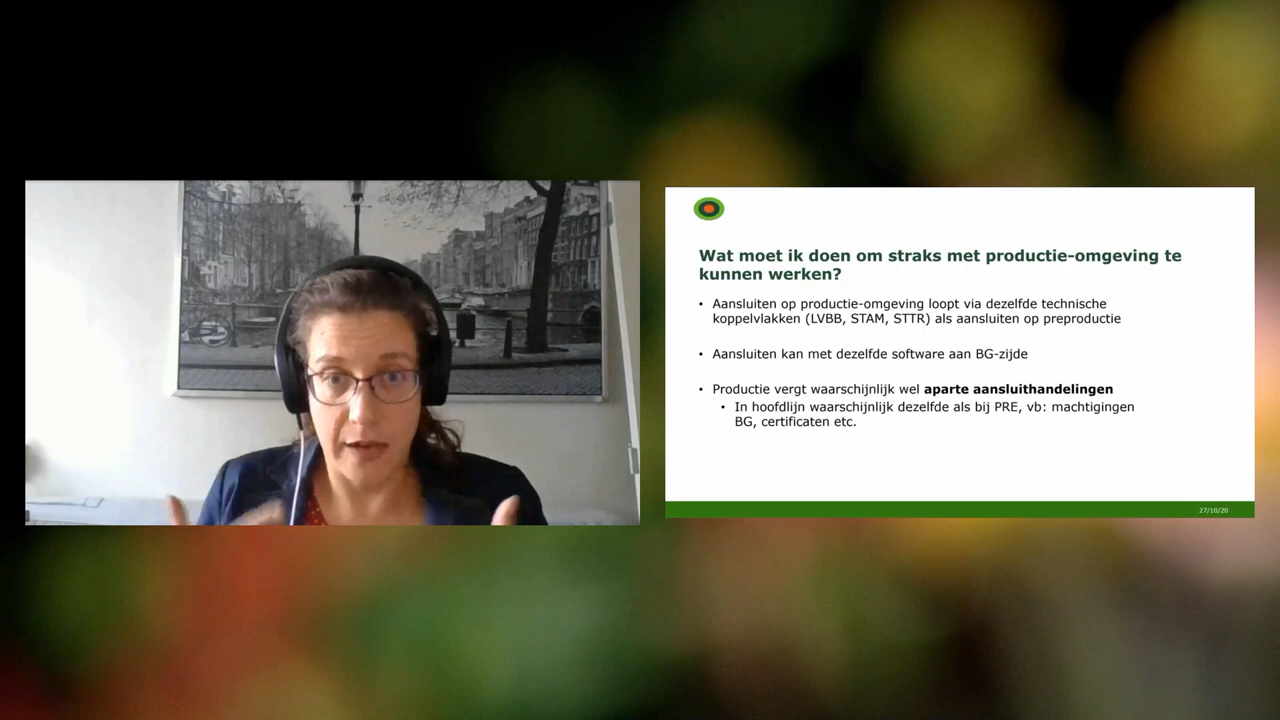 Wat moet ik doen om straks met productie-omgeving te
kunnen werken?
• Aansluiten op productie-omgeving loopt via dezelfde technische
koppelvlakken (LVBB, STAM, STTR) als aansluiten op preproductie
• Aansluiten kan met dezelfde software aan BG-zijde
• Productie vergt waarschijnlijk wel aparte aansluithandelingen
• In hoofdlijn waarschijnlijk dezelfde als bij PRE, vb: machtigingen
BG, certificaten etc.
27/10/20